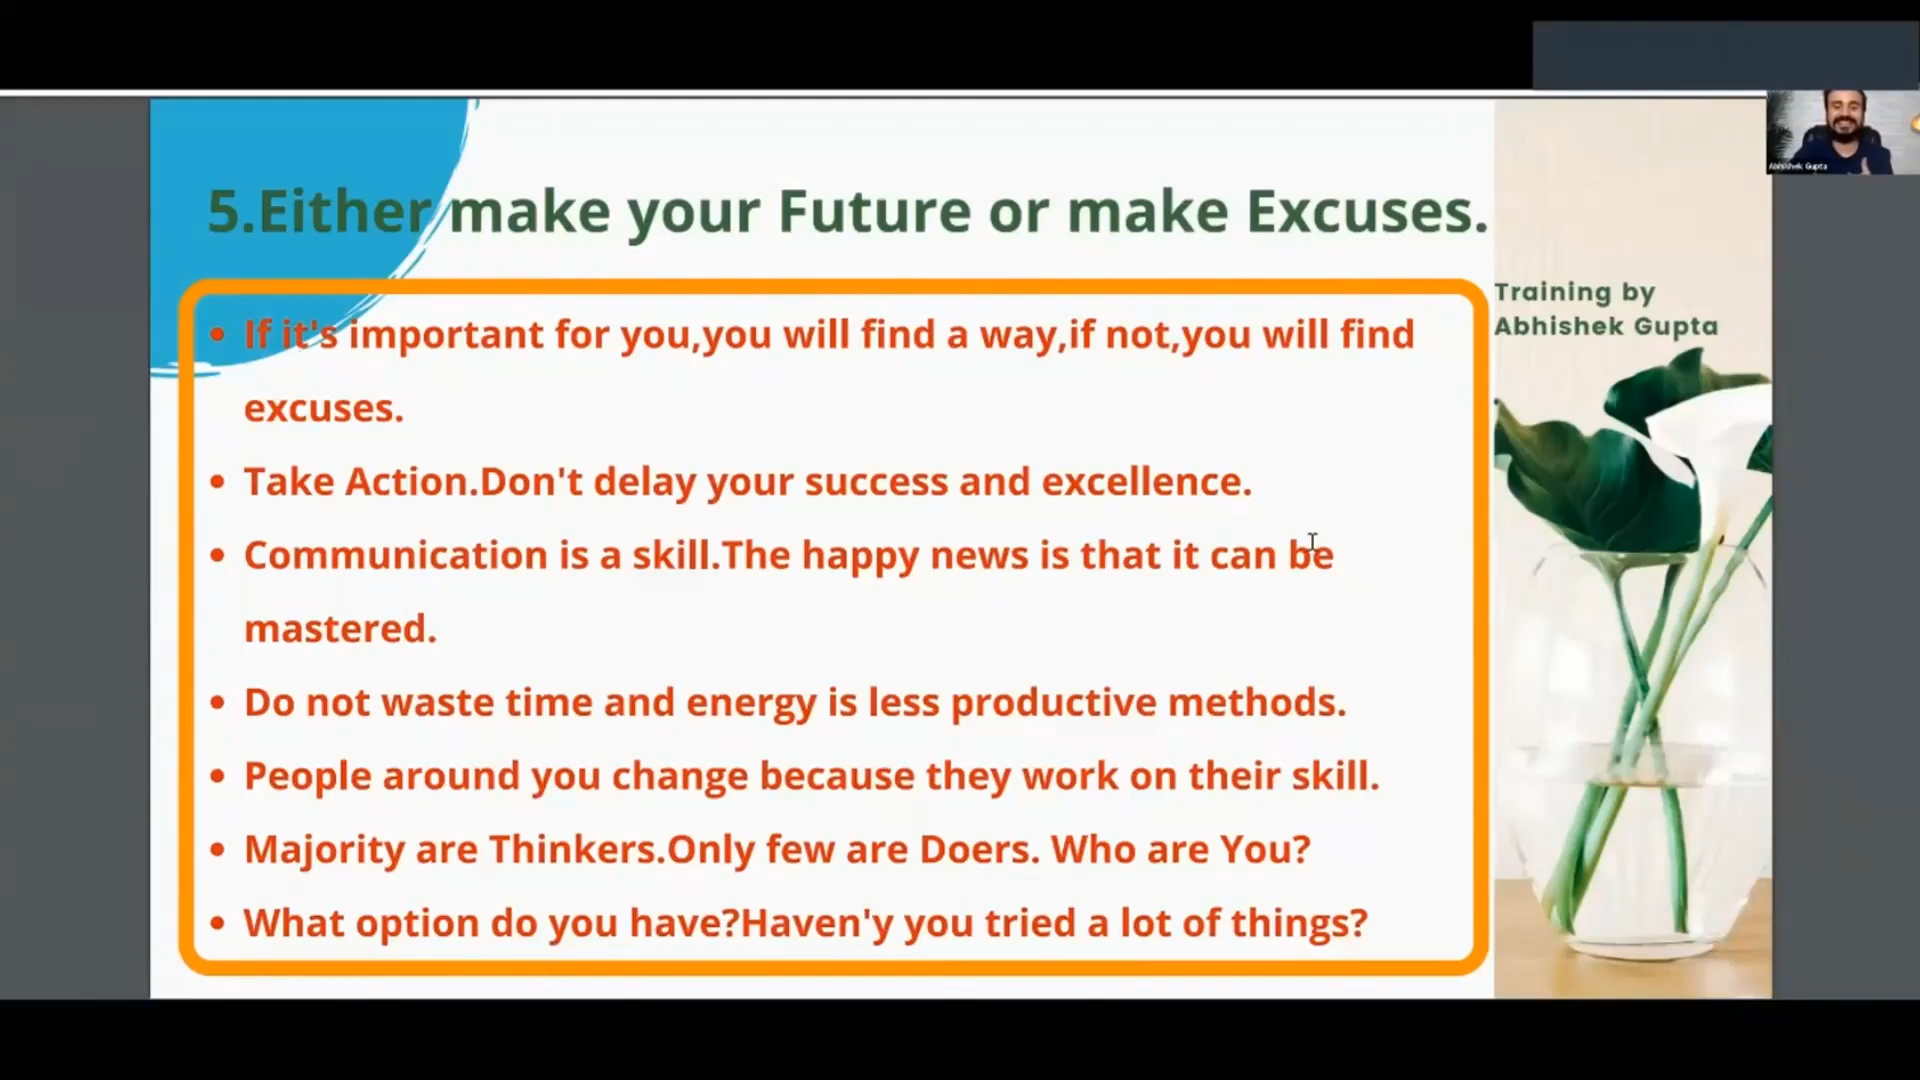 5.Either make your Future or make Excuses.
If it's important for you,you will find a way,if not,you will find
excuses.
Take Action.Don't delay your success and excellence.
Communication is a skill.The happy news is that it can be
mastered.
Do not waste time and energy is less productive methods.
People around you change because they work on their skill.
Majority are Thinkers.Only few are Doers. Who are You?
What option do you have?Haven'y you tried a lot of things?
Training by
Abhishek Gupta
Abhishek Gupta